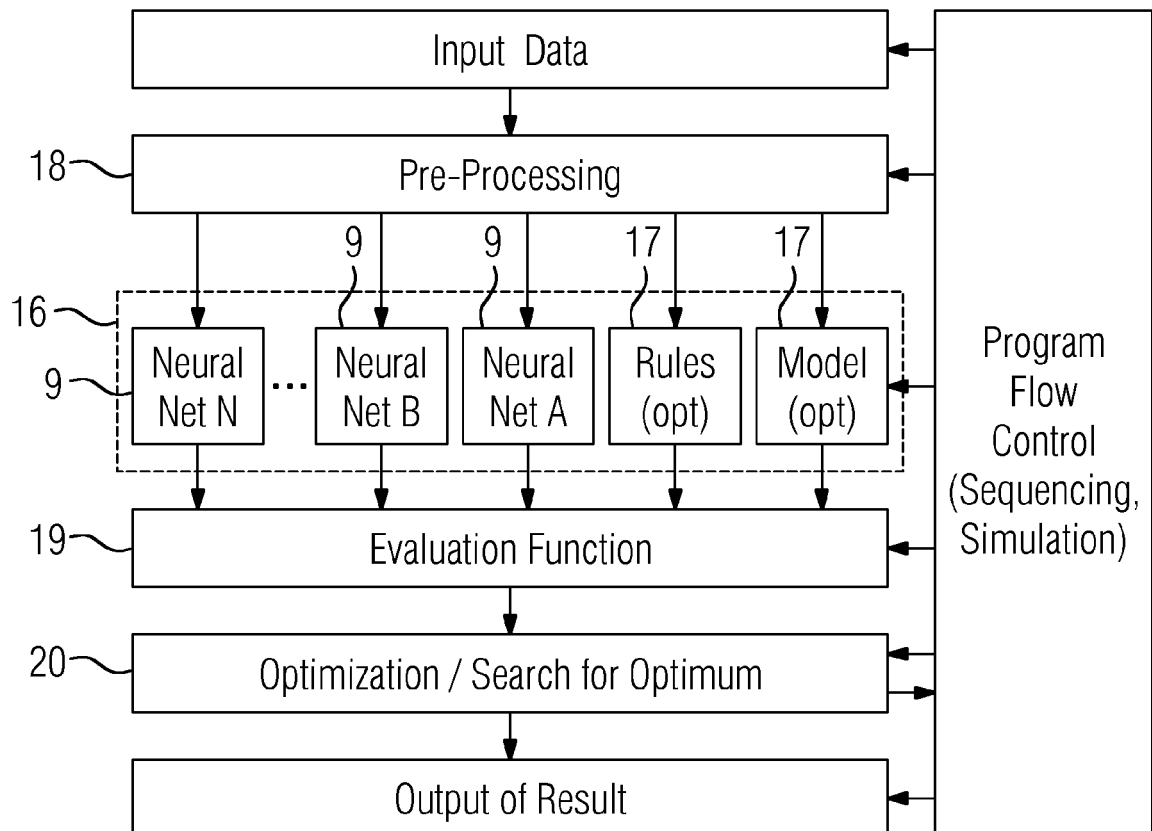 Input Data
18
Pre-Processing
9
9
17
17
16
9
Neural
Net N
...
Neural
Net B
Neural
Net A
Rules
(opt)
Model
(opt)
19
Evaluation Function
20
Optimization / Search for Optimum
Output of Result
Program
Flow
Control
(Sequencing,
Simulation)